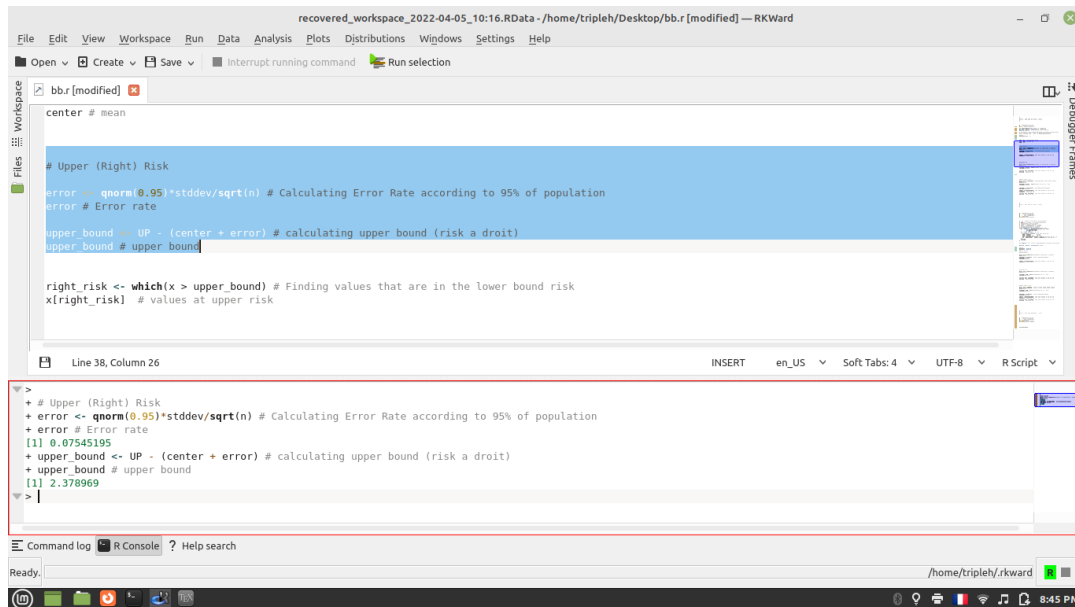 recovered_workspace_2022-04-05_10:16.RData - /home/tripleh/Desktop/bb.r [modified] — RKWard
File Edit View Workspace Run Data Analysis Plots Distributions Windows Settings Help
Open Create Save Interrupt running command Run selection
Workspace
Files
bb.r [modified]
Debugger Frames
center # mean
# Upper (Right) Risk
error <- qnorm(0.95)*stddev/sqrt(n) # Calculating Error Rate according to 95% of population
error # Error rate
upper_bound <- UP - (center + error) # calculating upper bound (risk a droit)
upper_bound # upper bound
right_risk <- which(x > upper_bound) # Finding values that are in the lower bound risk
x[right_risk]  # values at upper risk
Line 38, Column 26 INSERT en_US Soft Tabs: 4 UTF-8 R Script
>
+ # Upper (Right) Risk
+ error <- qnorm(0.95)*stddev/sqrt(n) # Calculating Error Rate according to 95% of population
+ error # Error rate
[1] 0.07545195
+ upper_bound <- UP - (center + error) # calculating upper bound (risk a droit)
+ upper_bound # upper bound
[1] 2.378969
>
Command log R Console ? Help search
Ready. /home/tripleh/.rkward R
TEX 8:45 PM